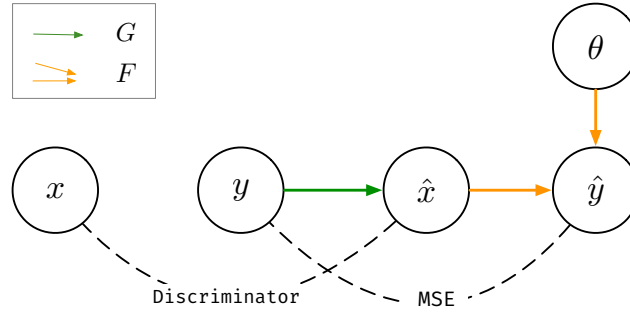 G
F
θ
x
y
x̂
ŷ
Discriminator
MSE